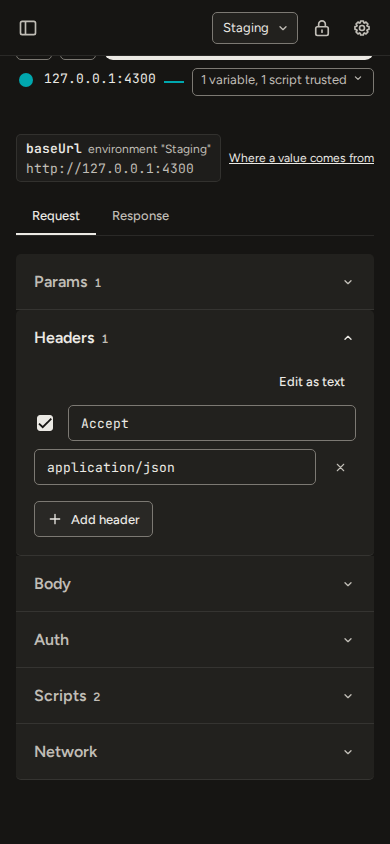 Staging
127.0.0.1:4300
1 variable, 1 script trusted
baseUrl environment "Staging"
http://127.0.0.1:4300
Where a value comes from
Request
Response
Params 1
Headers 1
Edit as text
Accept
application/json
Add header
Body
Auth
Scripts 2
Network